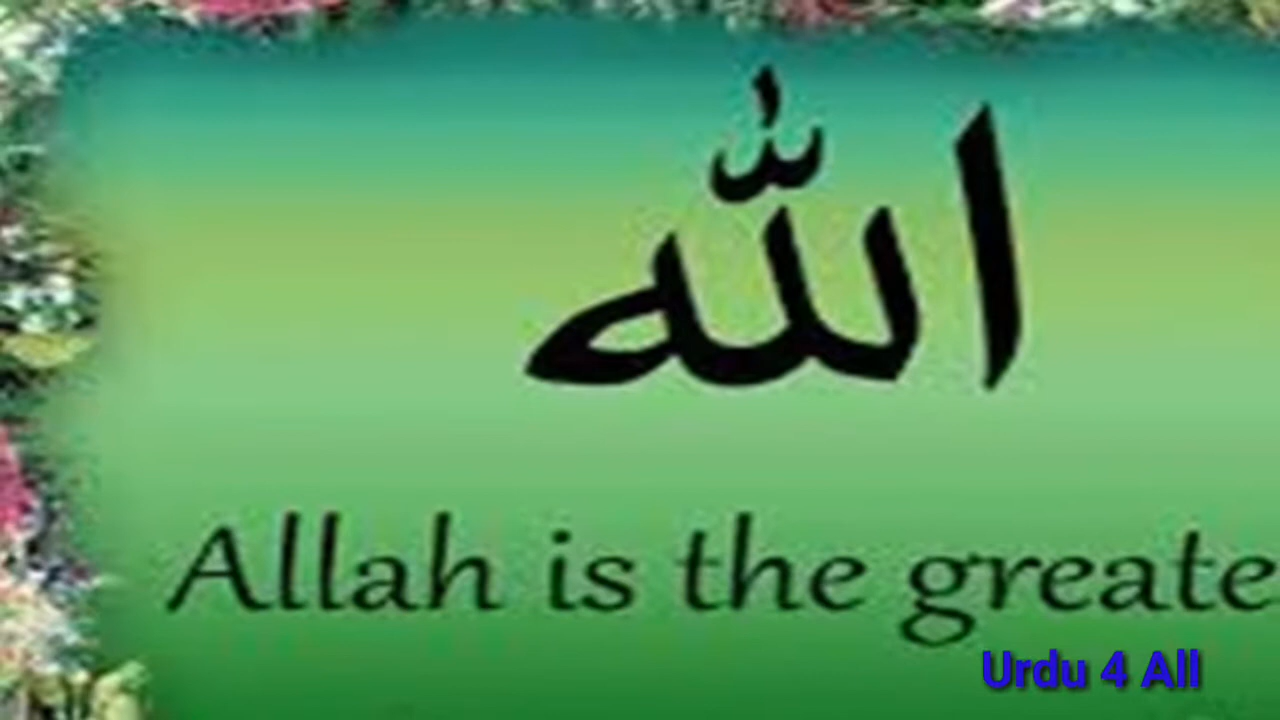 الله
Allah is the greate
Urdu 4 All